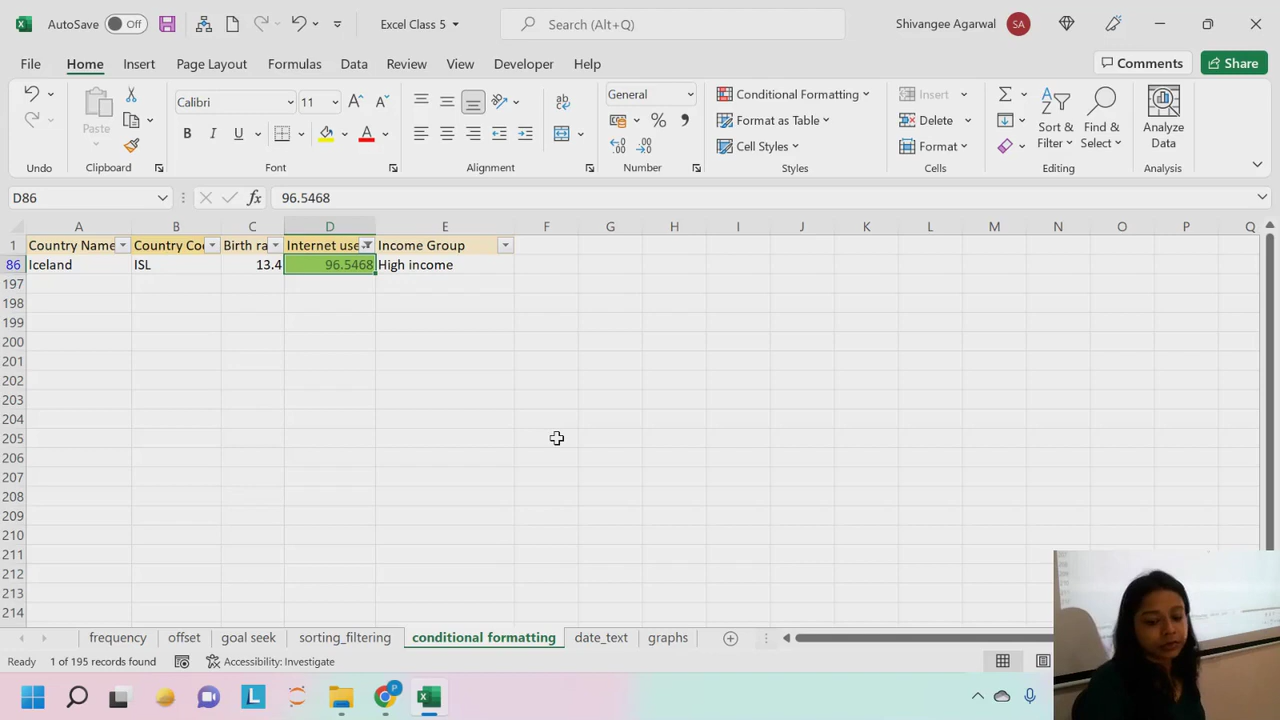 AutoSave Off Excel Class 5 Search (Alt+Q) Shivangee Agarwal SA
File Home Insert Page Layout Formulas Data Review View Developer Help Comments Share
Calibri 11 General Conditional Formatting Insert
Paste Format as Table Delete Sort & Find & Analyze
B I U A % Cell Styles Format Filter Select Data
Undo Clipboard Font Alignment Number Styles Cells Editing Analysis
D86 fx 96.5468
A B C D E F G H I J K L M N O P Q
1 Country Name Country Co Birth ra Internet use Income Group
86 Iceland ISL 13.4 96.5468 High income
197
198
199
200
201
202
203
204
205
206
207
208
209
210
211
212
213
214
frequency offset goal seek sorting_filtering conditional formatting date_text graphs
Ready 1 of 195 records found Accessibility: Investigate
L P